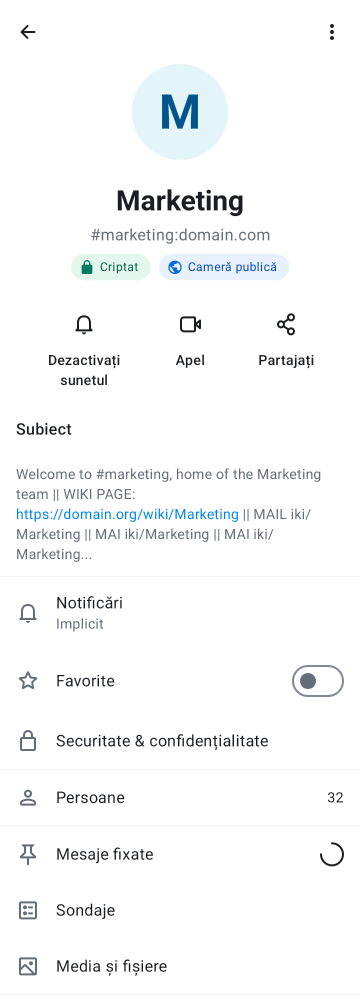 M
Marketing
#marketing:domain.com
Criptat
Cameră publică
Dezactivați
sunetul
Apel
Partajați
Subiect
Welcome to #marketing, home of the Marketing
team || WIKI PAGE:
https://domain.org/wiki/Marketing || MAIL iki/
Marketing || MAI iki/Marketing || MAI iki/
Marketing...
Notificări
Implicit
Favorite
Securitate & confidențialitate
Persoane 32
Mesaje fixate
Sondaje
Media și fișiere